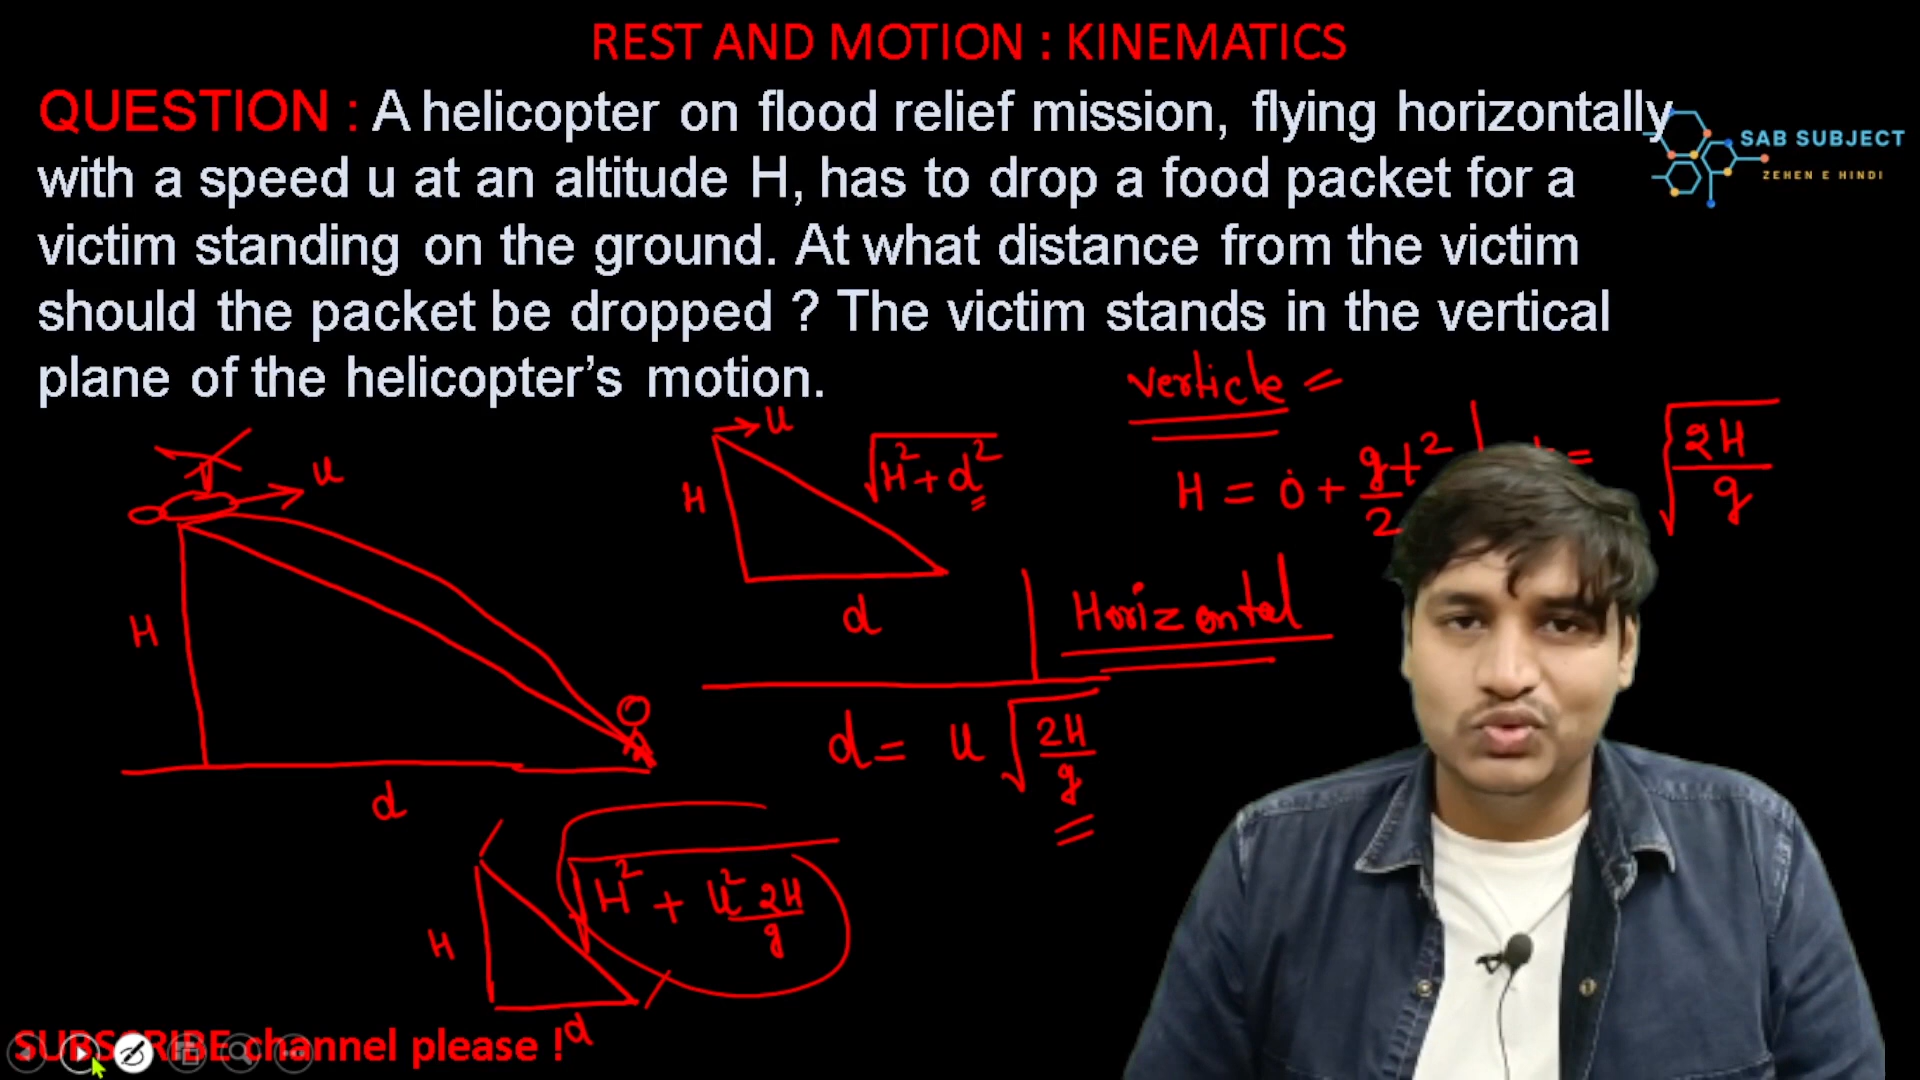 REST AND MOTION : KINEMATICS
QUESTION : A helicopter on flood relief mission, flying horizontally
with a speed u at an altitude H, has to drop a food packet for a
victim standing on the ground. At what distance from the victim
should the packet be dropped ? The victim stands in the vertical
plane of the helicopter's motion.
SAB SUBJECT
ZEHEN E HINDI
verticle =
H = 0 + gt²/2
= √(2H/g)
u
H
d
u
H
√(H² + d²)
d
Horizontal
d = u √(2H/g)
H
√(H² + u² 2H/g)
d
SUBSCRIBE channel please !